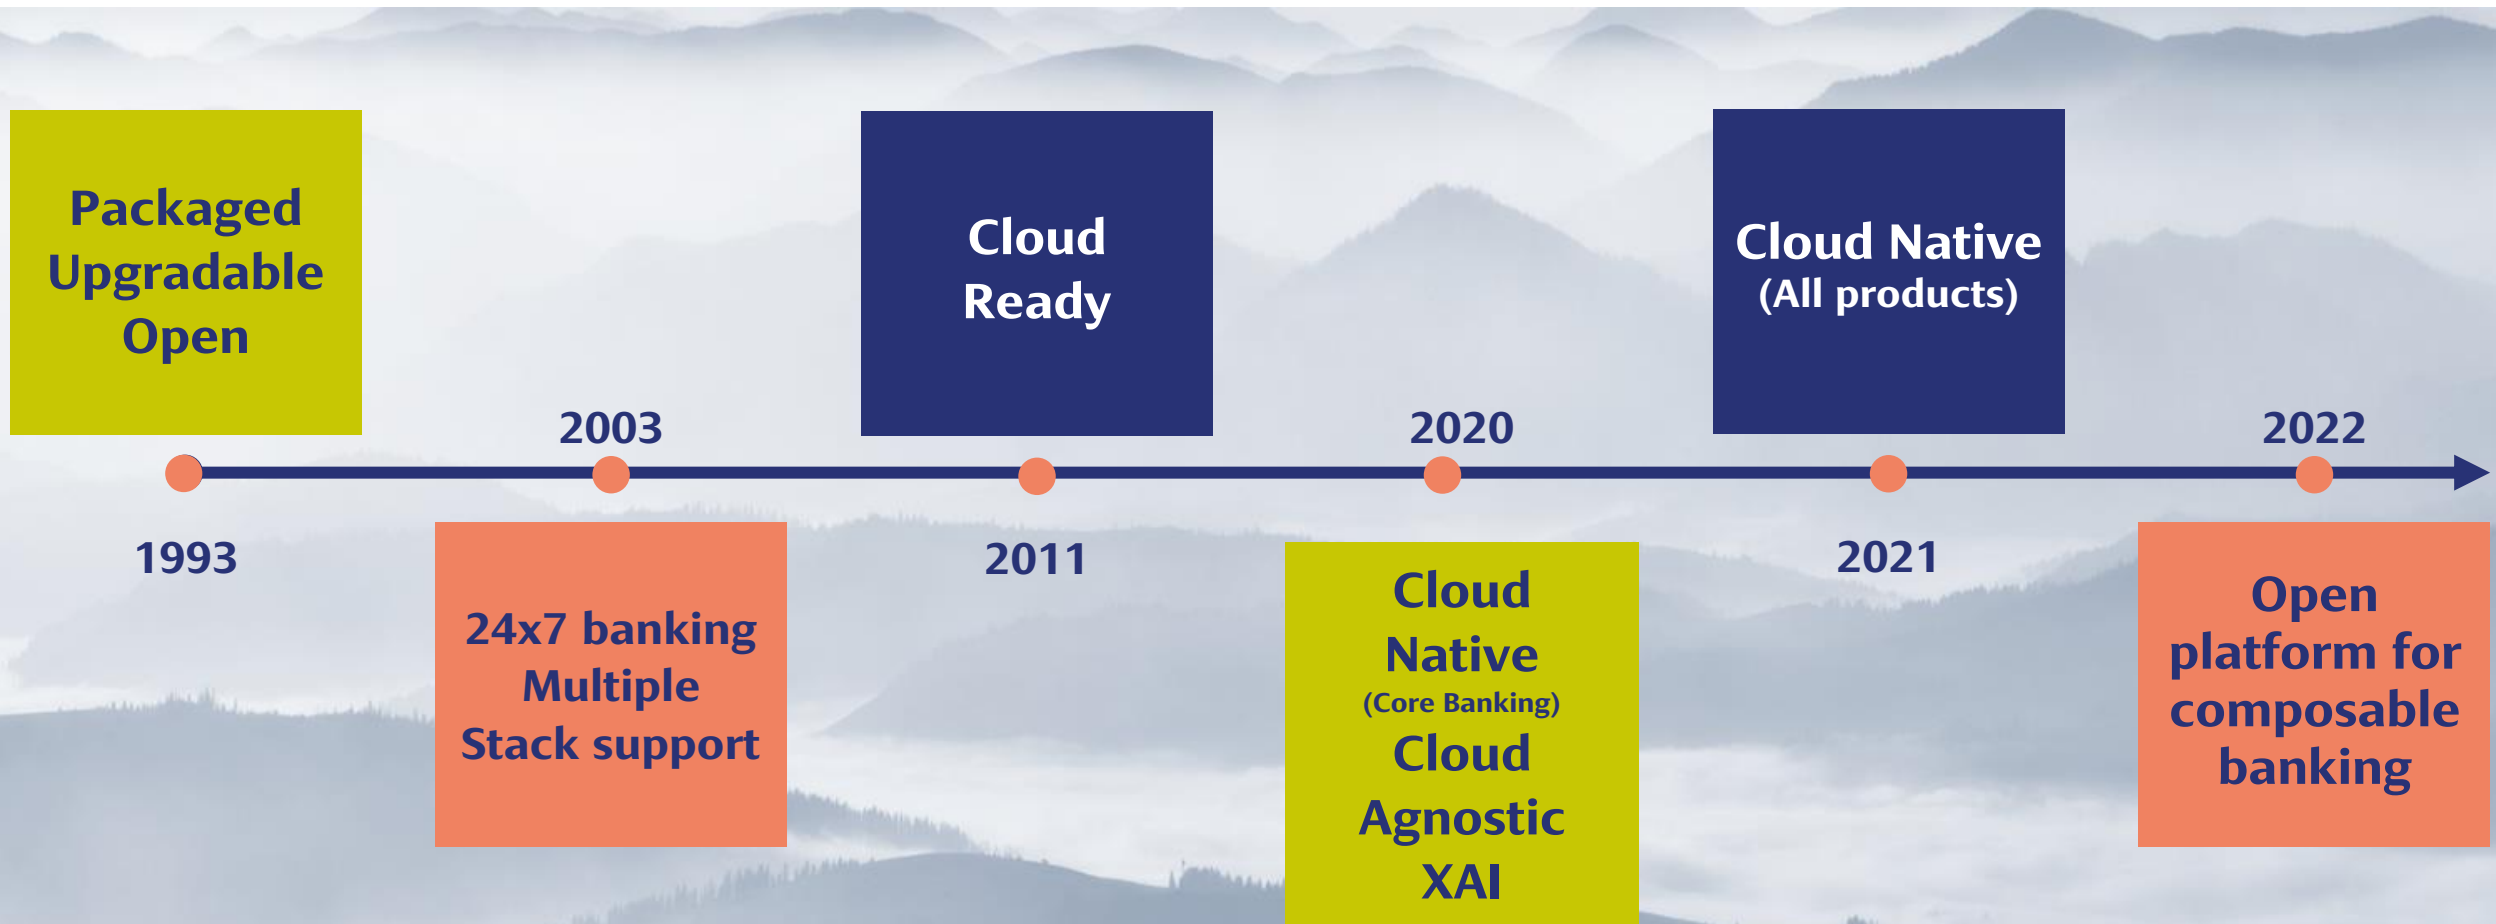 Packaged
Upgradable
Open
1993
2003
24x7 banking
Multiple
Stack support
Cloud
Ready
2011
2020
Cloud
Native
(Core Banking)
Cloud
Agnostic
XAI
Cloud Native
(All products)
2021
2022
Open
platform for
composable
banking